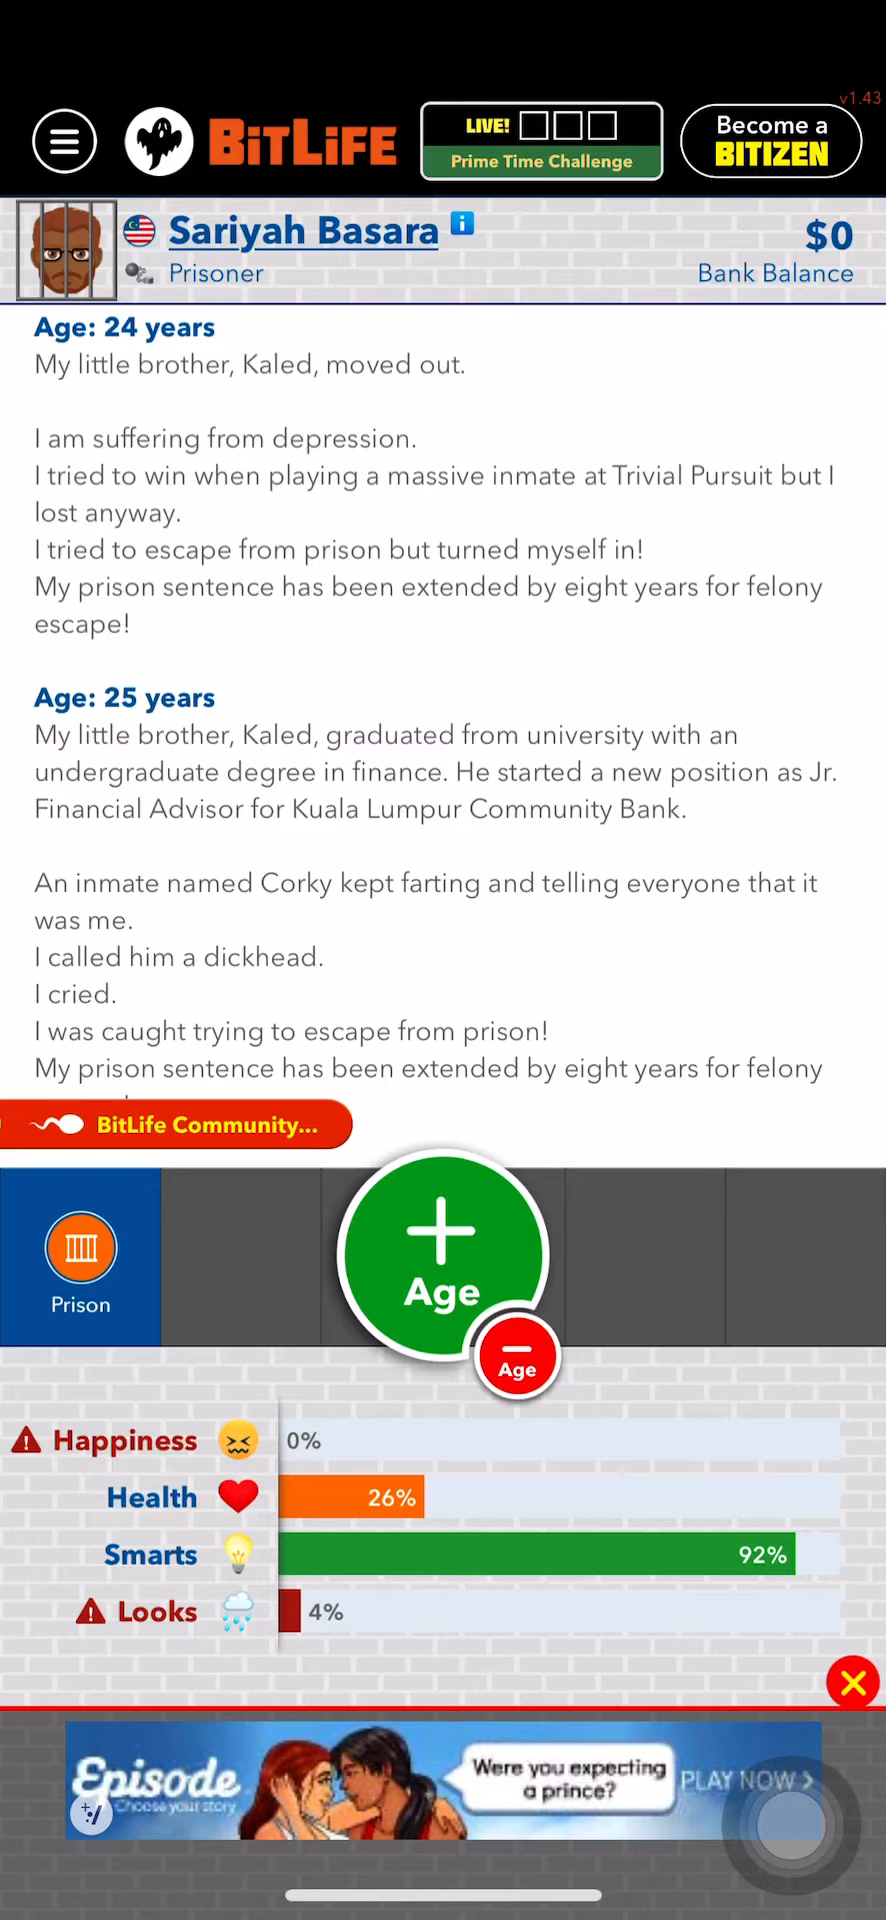 v1.43
BITLIFE
LIVE!
Prime Time Challenge
Become a
BITIZEN
Sariyah Basara
$0
Prisoner
Bank Balance
Age: 24 years
My little brother, Kaled, moved out.
I am suffering from depression.
I tried to win when playing a massive inmate at Trivial Pursuit but I
lost anyway.
I tried to escape from prison but turned myself in!
My prison sentence has been extended by eight years for felony
escape!
Age: 25 years
My little brother, Kaled, graduated from university with an
undergraduate degree in finance. He started a new position as Jr.
Financial Advisor for Kuala Lumpur Community Bank.
An inmate named Corky kept farting and telling everyone that it
was me.
I called him a dickhead.
I cried.
I was caught trying to escape from prison!
My prison sentence has been extended by eight years for felony
BitLife Community...
Prison
Age
Age
Happiness 0%
Health 26%
Smarts 92%
Looks 4%
Episode
Choose your story
Were you expecting
a prince?
PLAY NOW >